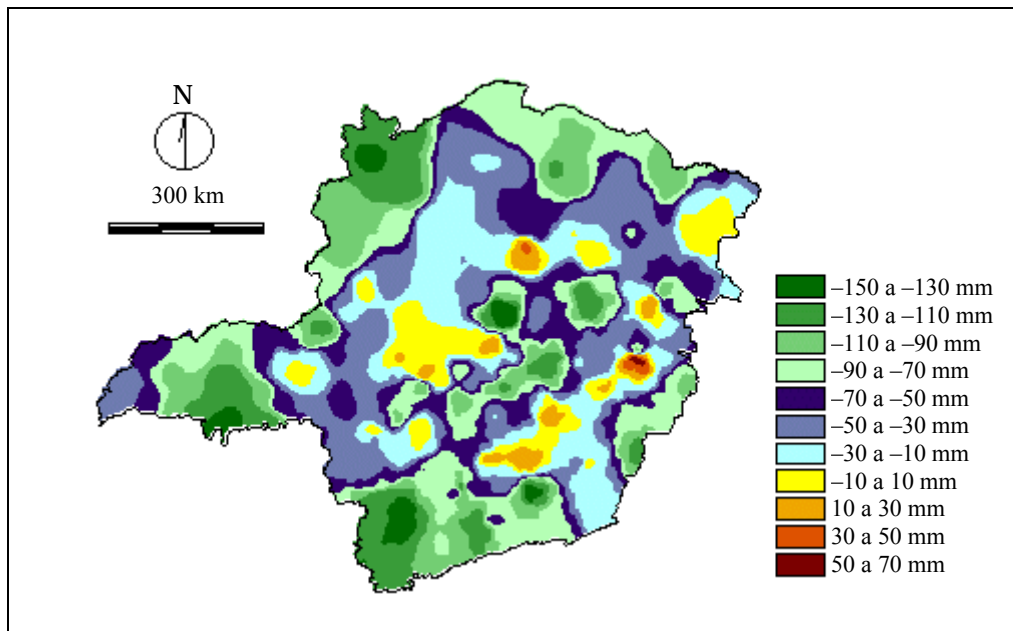 N
300 km
–150 a –130 mm
–130 a –110 mm
–110 a –90 mm
–90 a –70 mm
–70 a –50 mm
–50 a –30 mm
–30 a –10 mm
–10 a 10 mm
10 a 30 mm
30 a 50 mm
50 a 70 mm